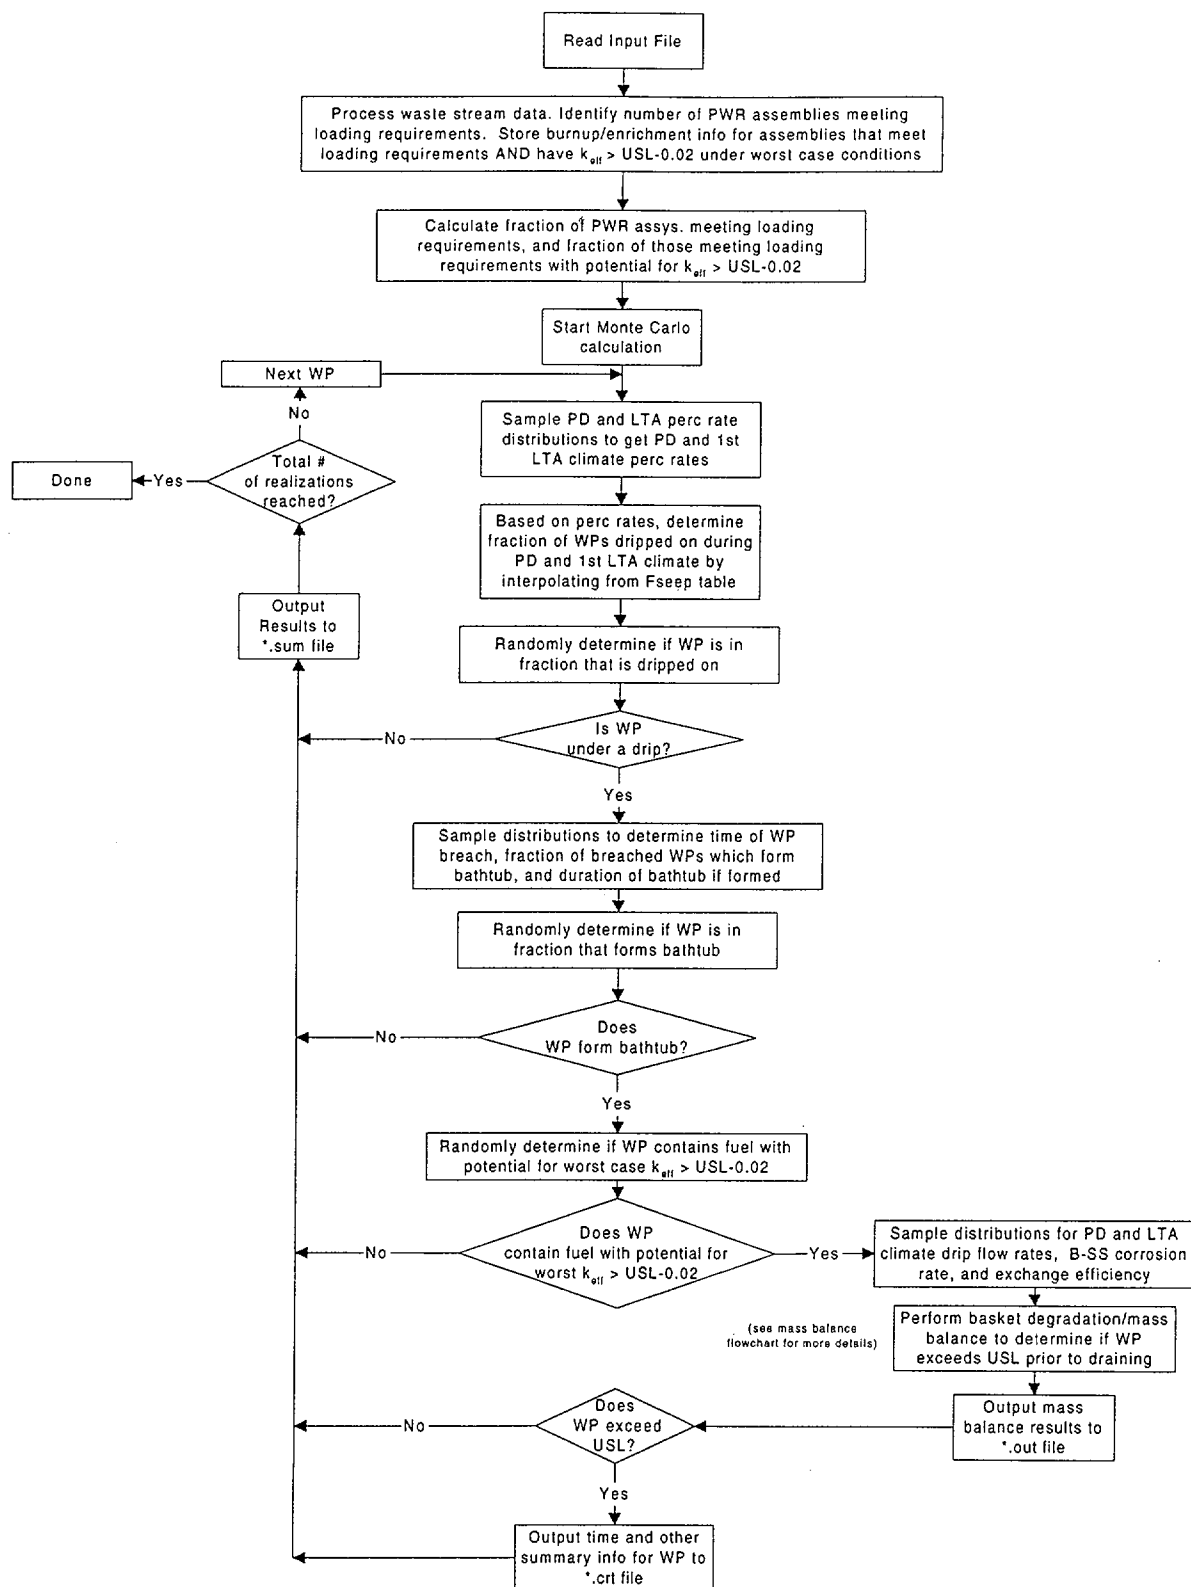 Read Input File
Process waste stream data. Identify number of PWR assemblies meeting
loading requirements. Store burnup/enrichment info for assemblies that meet
loading requirements AND have keff > USL-0.02 under worst case conditions
Calculate fraction of PWR assys. meeting loading
requirements, and fraction of those meeting loading
requirements with potential for keff > USL-0.02
Start Monte Carlo
calculation
Next WP
No
Sample PD and LTA perc rate
distributions to get PD and 1st
LTA climate perc rates
Total #
of realizations
reached?
Yes
Done
Based on perc rates, determine
fraction of WPs dripped on during
PD and 1st LTA climate by
interpolating from Fseep table
Output
Results to
*.sum file
Randomly determine if WP is in
fraction that is dripped on
Is WP
under a drip?
No
Yes
Sample distributions to determine time of WP
breach, fraction of breached WPs which form
bathtub, and duration of bathtub if formed
Randomly determine if WP is in
fraction that forms bathtub
Does
WP form bathtub?
No
Yes
Randomly determine if WP contains fuel with
potential for worst case keff > USL-0.02
Does WP
contain fuel with potential for
worst keff > USL-0.02
No
Yes
Sample distributions for PD and LTA
climate drip flow rates, B-SS corrosion
rate, and exchange efficiency
(see mass balance
flowchart for more details)
Perform basket degradation/mass
balance to determine if WP
exceeds USL prior to draining
Output mass
balance results to
*.out file
Does
WP exceed
USL?
No
Yes
Output time and other
summary info for WP to
*.crt file